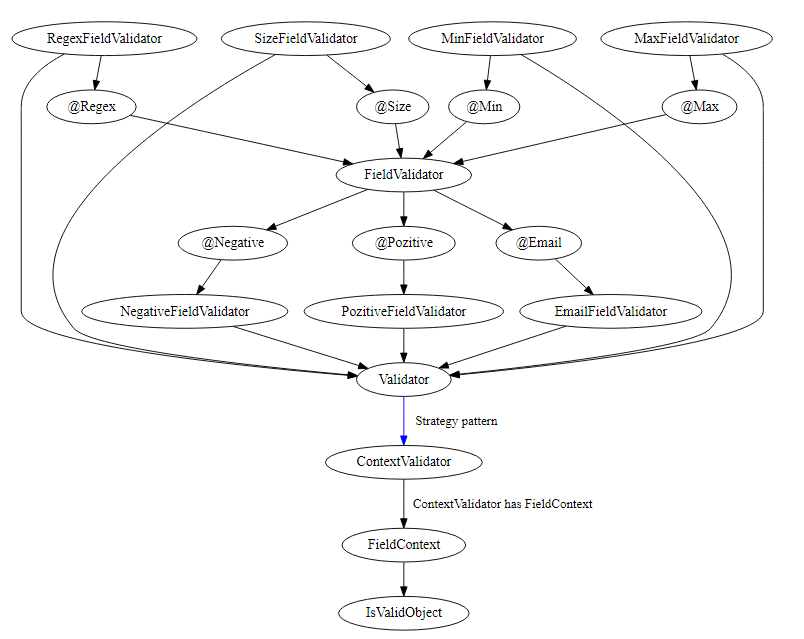 RegexFieldValidator
SizeFieldValidator
MinFieldValidator
MaxFieldValidator
@Regex
@Size
@Min
@Max
FieldValidator
@Negative
@Pozitive
@Email
NegativeFieldValidator
PozitiveFieldValidator
EmailFieldValidator
Validator
Strategy pattern
ContextValidator
ContextValidator has FieldContext
FieldContext
IsValidObject